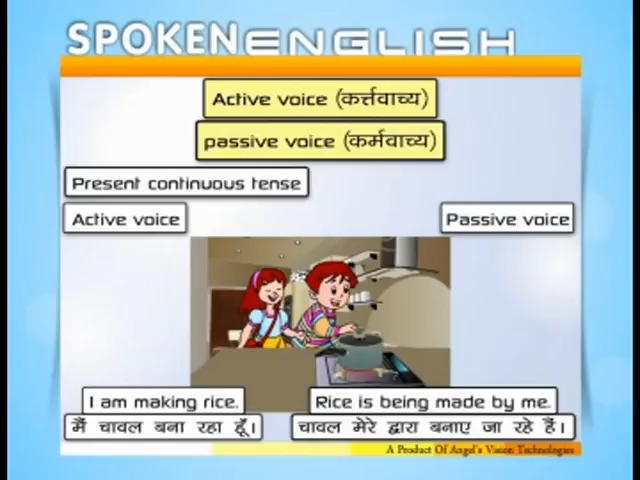 SPOKEN ENGLISH
Active voice (कर्त्तवाच्य)
passive voice (कर्मवाच्य)
Present continuous tense
Active voice
Passive voice
I am making rice.
Rice is being made by me.
मैं चावल बना रहा हूँ।
चावल मेरे द्वारा बनाए जा रहे हैं।
A Product Of Angel's Vision Technologies